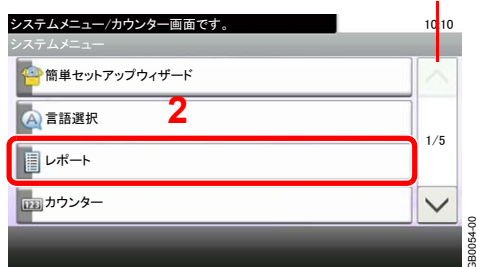 システムメニュー/カウンター画面です。
10:10
システムメニュー
簡単セットアップウィザード
言語選択
2
1/5
レポート
123
カウンター
GB0054-00